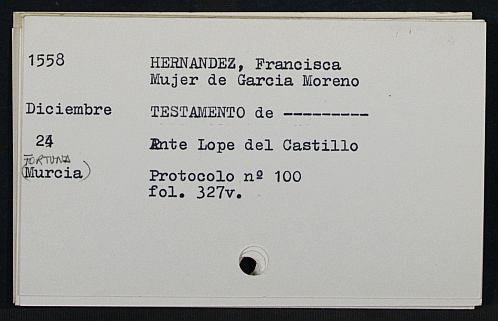 1558
HERNANDEZ, Francisca
Mujer de Garcia Moreno
Diciembre
TESTAMENTO de ---------
24
Ante Lope del Castillo
FORTUNA
(Murcia)
Protocolo nº 100
fol. 327v.